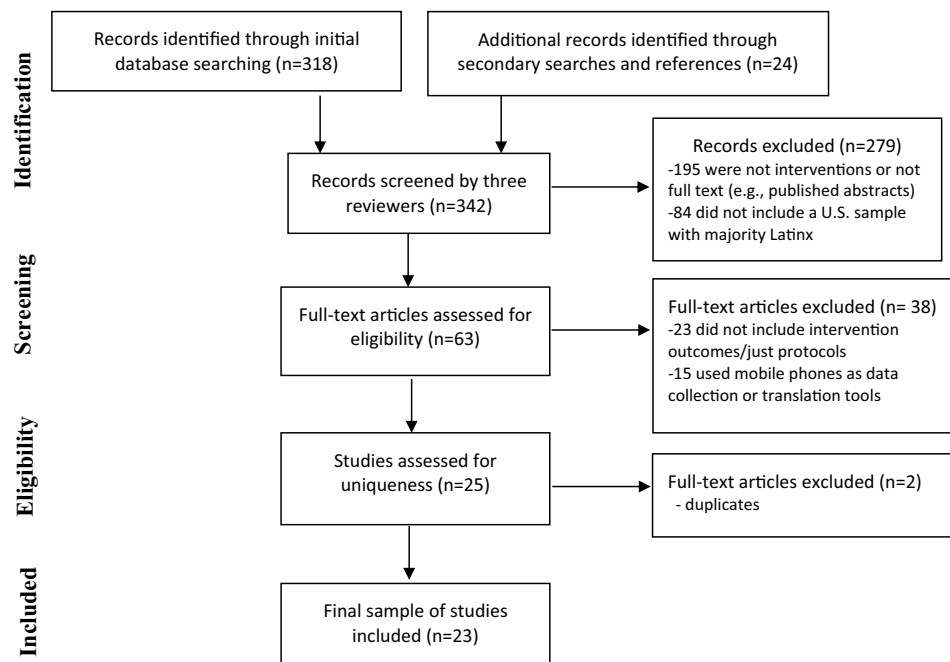 Identification
Records identified through initial
database searching (n=318)
Additional records identified through
secondary searches and references (n=24)
Records screened by three
reviewers (n=342)
Records excluded (n=279)
-195 were not interventions or not
full text (e.g., published abstracts)
-84 did not include a U.S. sample
with majority Latinx
Screening
Full-text articles assessed for
eligibility (n=63)
Full-text articles excluded (n= 38)
-23 did not include intervention
outcomes/just protocols
-15 used mobile phones as data
collection or translation tools
Eligibility
Studies assessed for
uniqueness (n=25)
Full-text articles excluded (n=2)
- duplicates
Included
Final sample of studies
included (n=23)